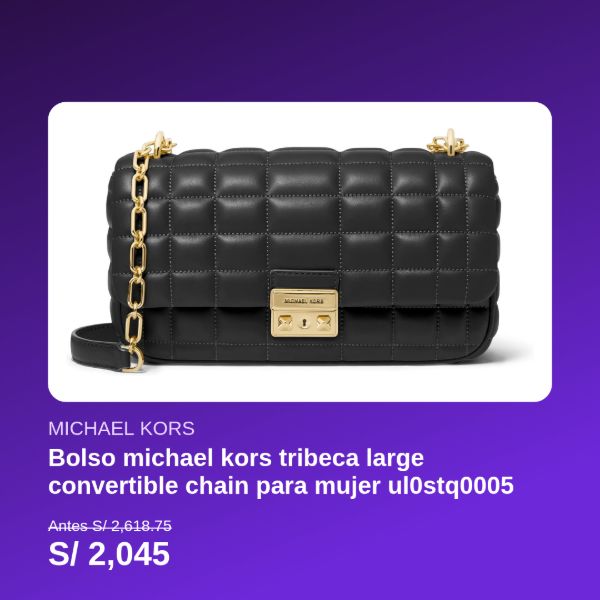 MICHAEL KORS
MICHAEL KORS
Bolso michael kors tribeca large
convertible chain para mujer ul0stq0005
Antes S/ 2,618.75
S/ 2,045